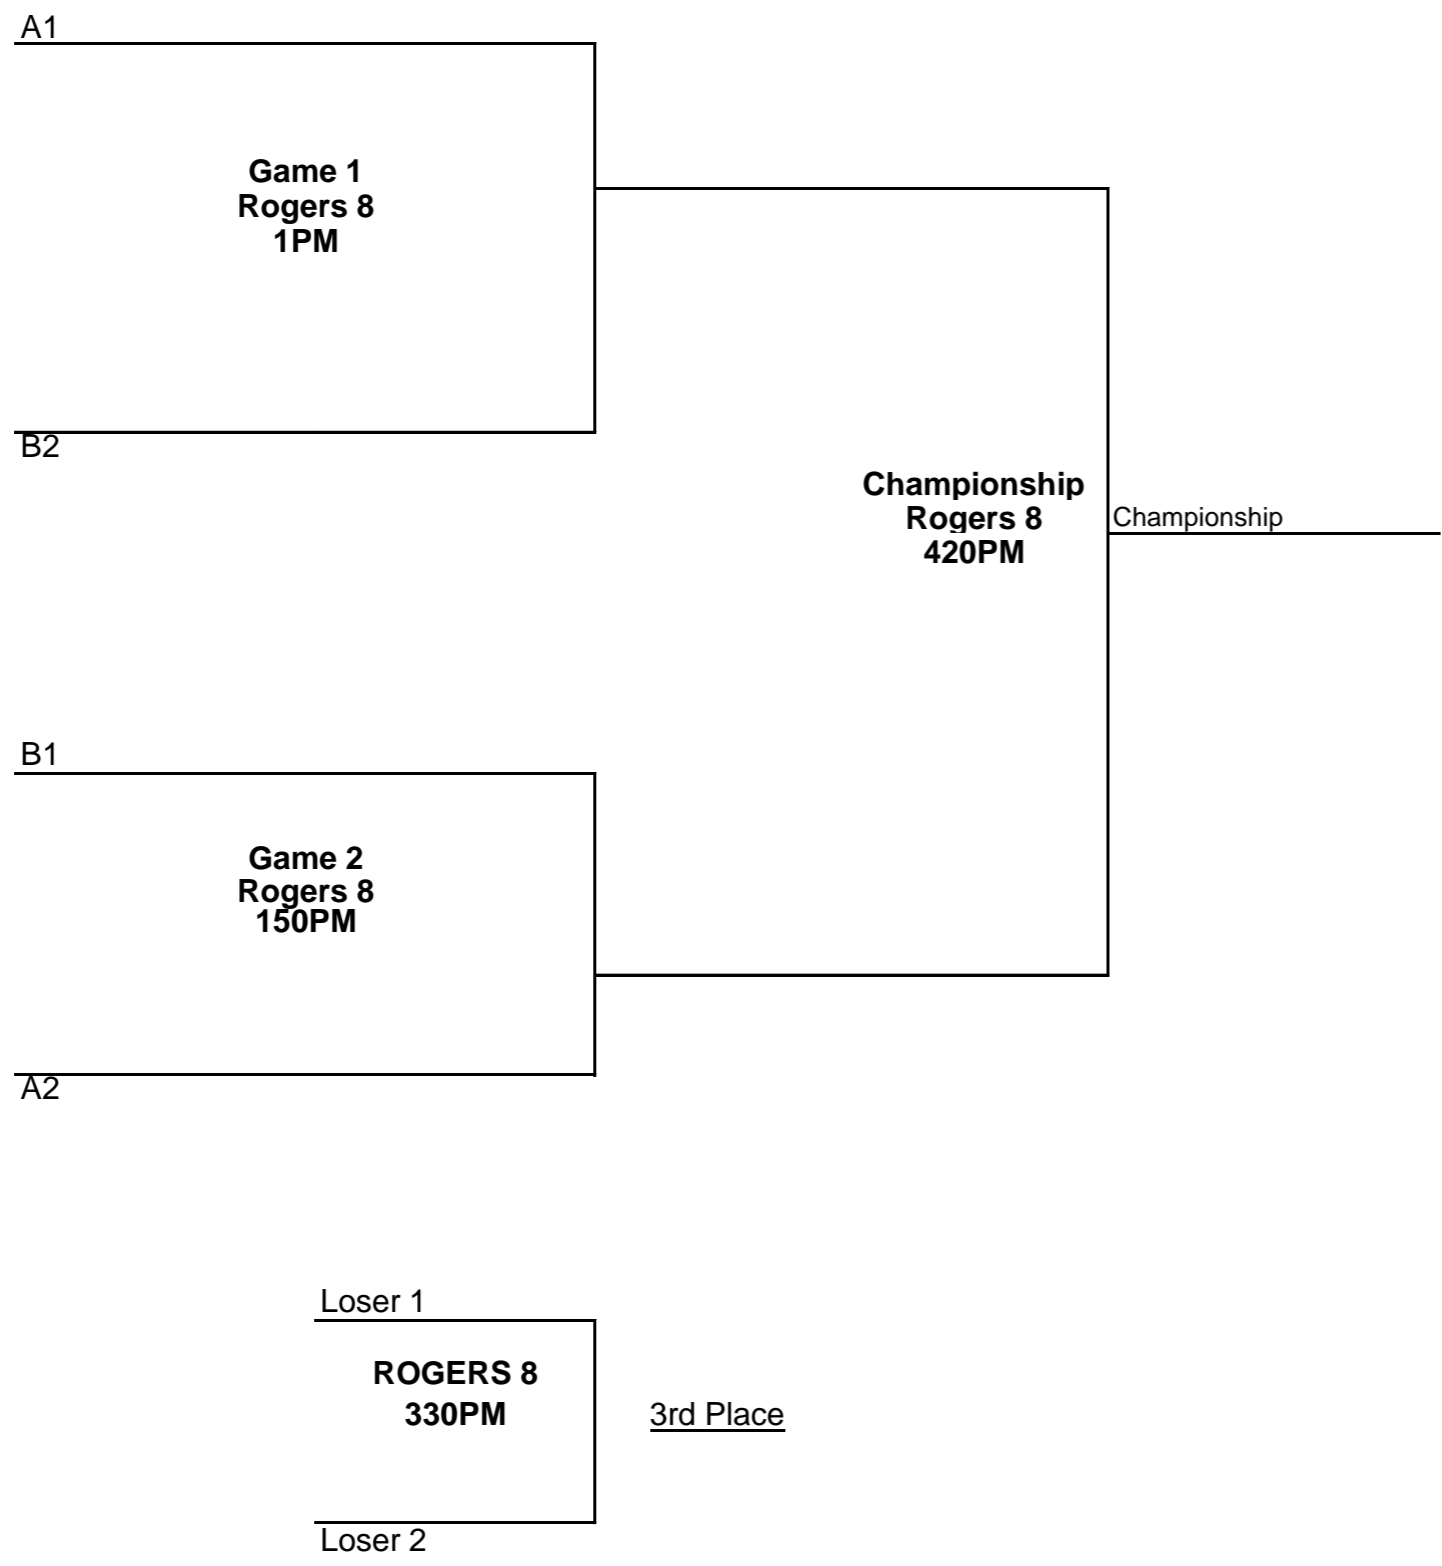 A1
Game 1
Rogers 8
1PM
B2
Championship
Rogers 8
420PM
Championship
B1
Game 2
Rogers 8
150PM
A2
Loser 1
ROGERS 8
330PM
3rd Place
Loser 2